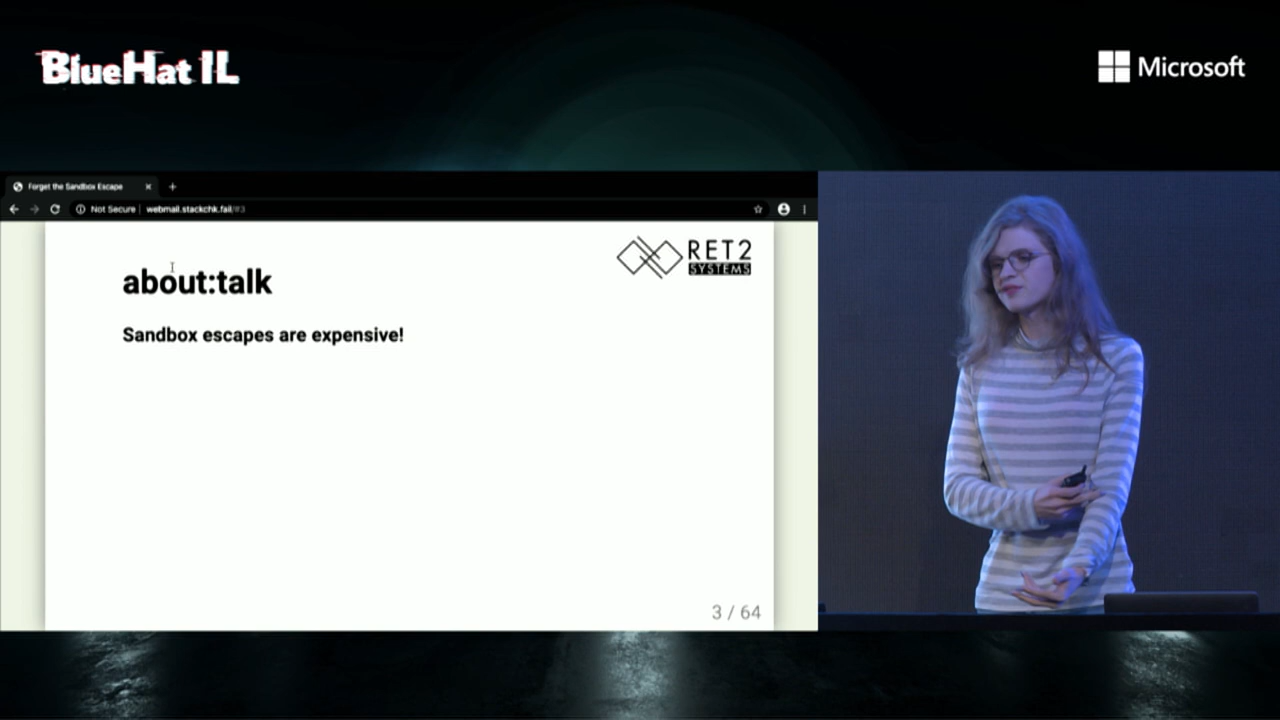 BlueHat IL
Microsoft
Forget the Sandbox Escape
Not Secure webmail.stackchk.fail/#3
RET2
SYSTEMS
about:talk
Sandbox escapes are expensive!
3 / 64